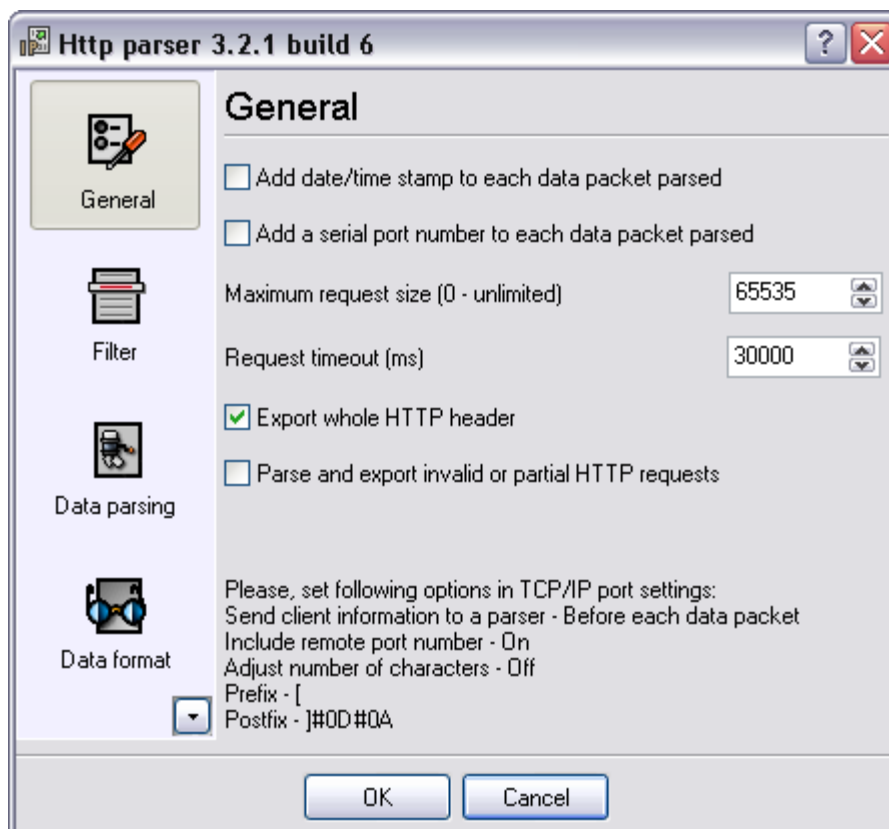 Http parser 3.2.1 build 6
General
Filter
Data parsing
Data format
General
Add date/time stamp to each data packet parsed
Add a serial port number to each data packet parsed
Maximum request size (0 - unlimited) 65535
Request timeout (ms) 30000
Export whole HTTP header
Parse and export invalid or partial HTTP requests
Please, set following options in TCP/IP port settings:
Send client information to a parser - Before each data packet
Include remote port number - On
Adjust number of characters - Off
Prefix - [
Postfix - ]#0D#0A
OK Cancel